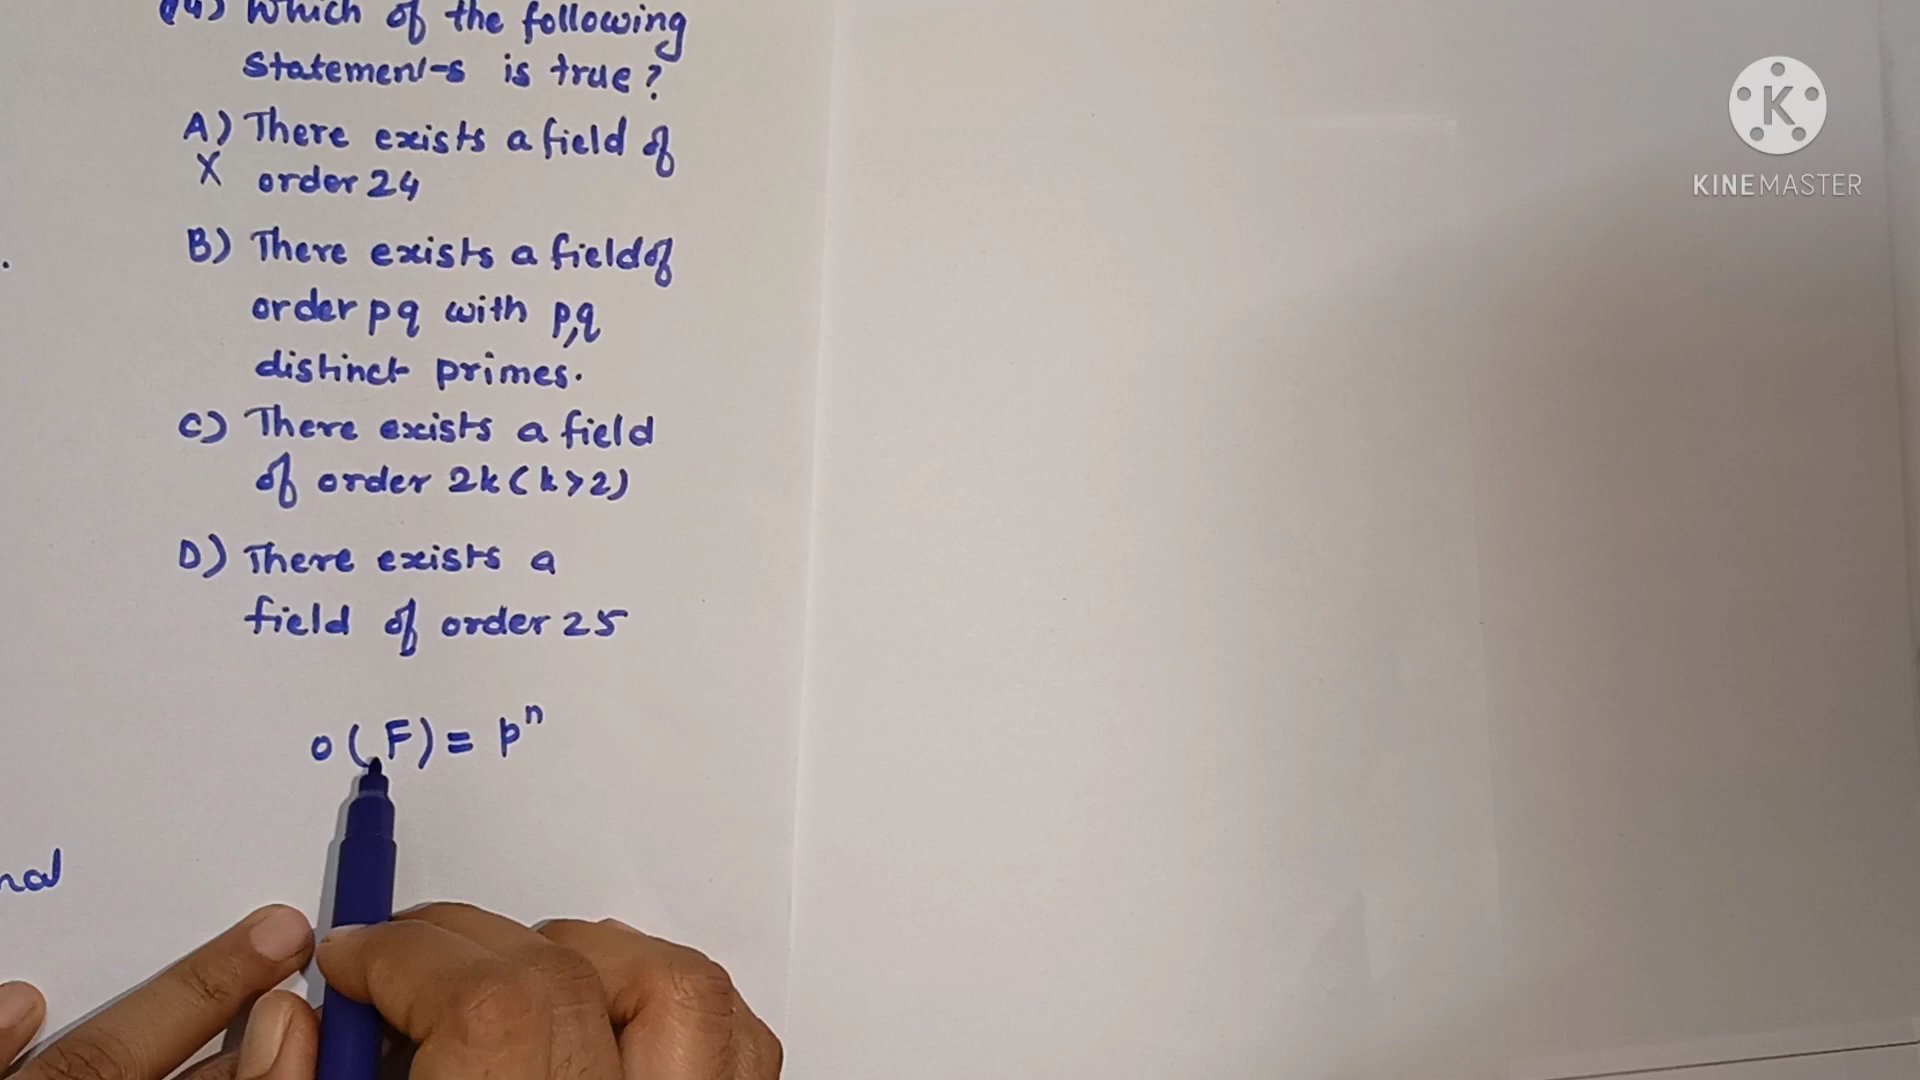 Which of the following
statements is true?
A) There exists a field of
X order 24
B) There exists a field of
order pq with p,q
distinct primes.
C) There exists a field
of order 2k (k>2)
D) There exists a
field of order 25
o(F) = pⁿ
nal
K
KINEMASTER